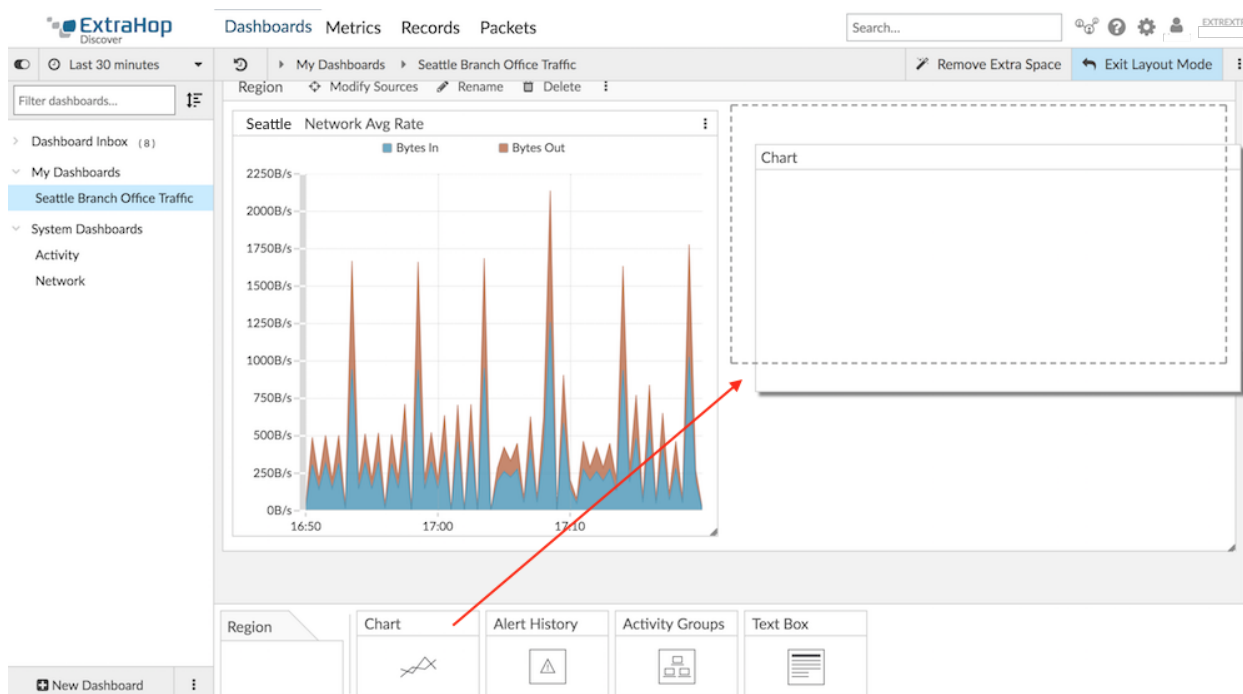 ExtraHop
Discover
Dashboards Metrics Records Packets
Search...
Last 30 minutes
My Dashboards Seattle Branch Office Traffic
Remove Extra Space
Exit Layout Mode
Filter dashboards...
Dashboard Inbox (8)
My Dashboards
Seattle Branch Office Traffic
System Dashboards
Activity
Network
New Dashboard
Region Modify Sources Rename Delete
Seattle Network Avg Rate
Bytes In Bytes Out
2250B/s
2000B/s
1750B/s
1500B/s
1250B/s
1000B/s
750B/s
500B/s
250B/s
0B/s
16:50 17:00 17:10
Chart
Region
Chart
Alert History
Activity Groups
Text Box